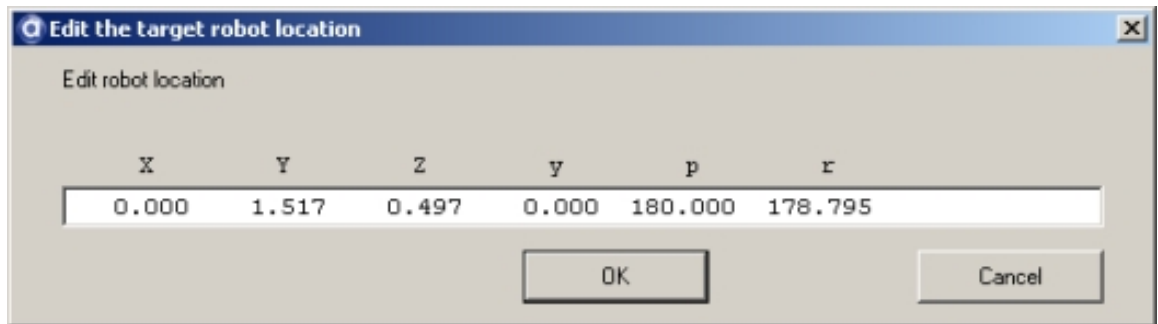 Edit the target robot location
Edit robot location
X Y Z y p r
0.000 1.517 0.497 0.000 180.000 178.795
OK Cancel